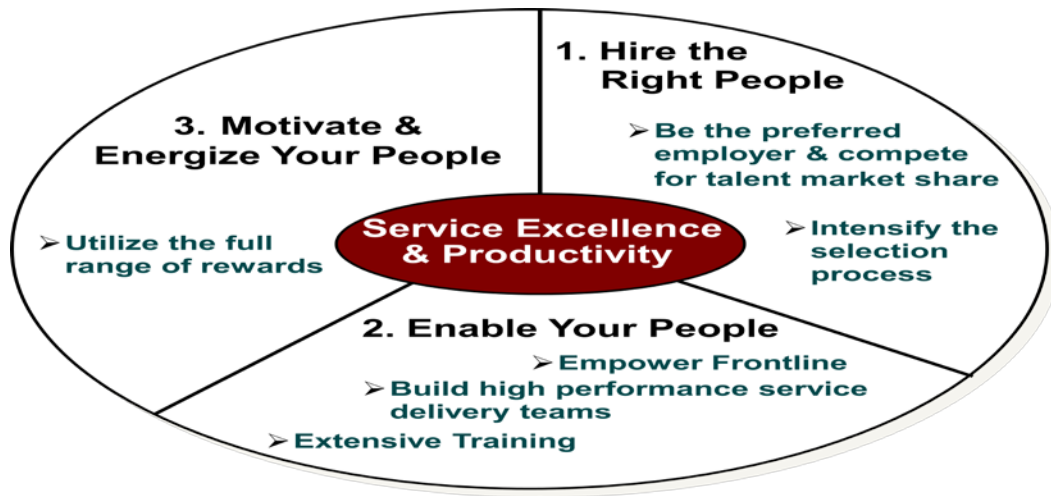 1. Hire the
Right People
➢ Be the preferred
employer & compete
for talent market share
➢ Intensify the
selection
process
3. Motivate &
Energize Your People
➢ Utilize the full
range of rewards
Service Excellence
& Productivity
2. Enable Your People
➢ Empower Frontline
➢ Build high performance service
delivery teams
➢ Extensive Training